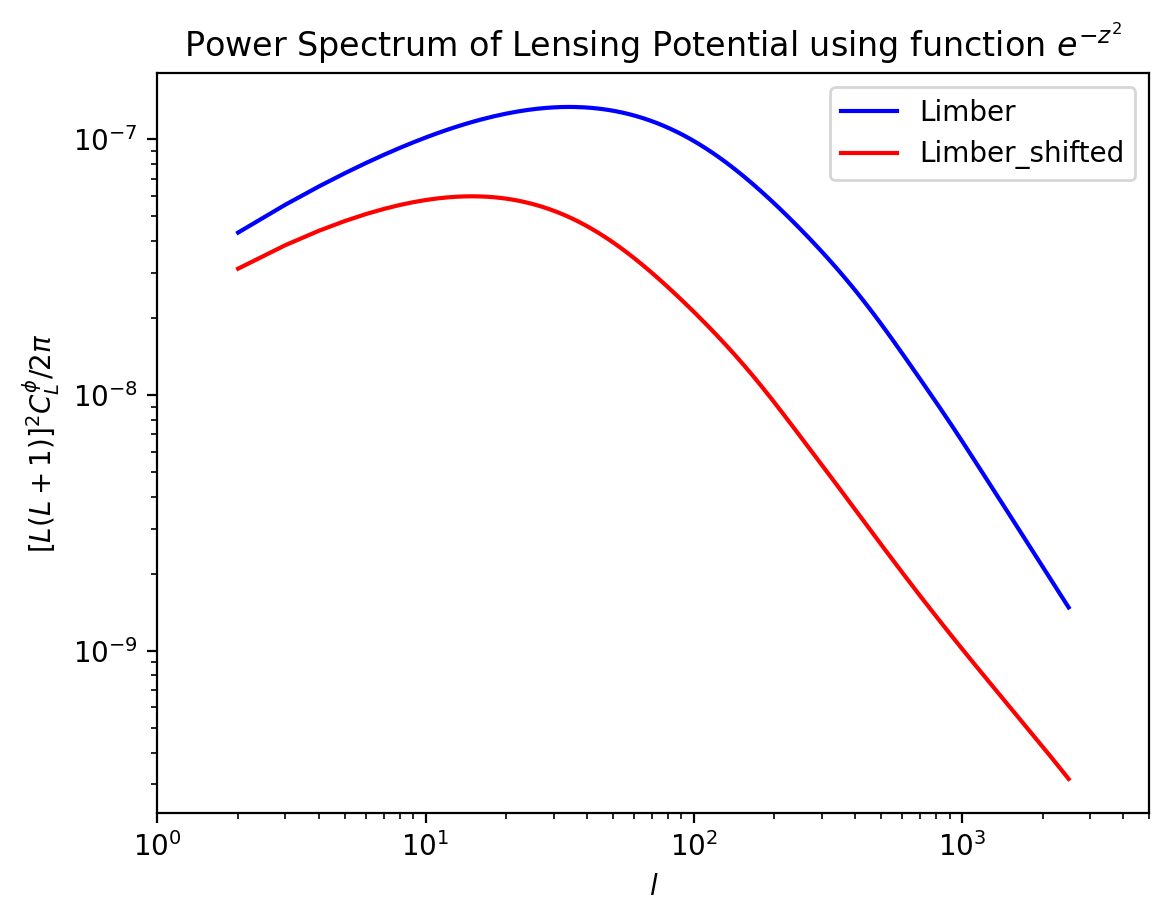 Power Spectrum of Lensing Potential using function $e^{-z^2}$
Limber
Limber_shifted
$[L(L+1)]^2C_L^{\phi}/2\pi$
$10^{-7}$
$10^{-8}$
$10^{-9}$
$10^0$ $10^1$ $10^2$ $10^3$
$l$